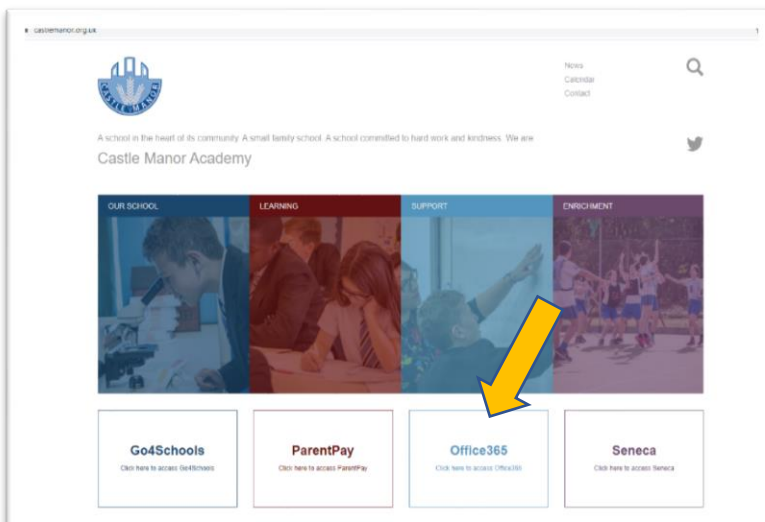 castlemanor.org.uk
CASTLE MANOR
News
Calendar
Contact
A school in the heart of its community. A small family school. A school committed to hard work and kindness. We are
Castle Manor Academy
OUR SCHOOL
LEARNING
SUPPORT
ENRICHMENT
Go4Schools
Click here to access Go4Schools
ParentPay
Click here to access ParentPay
Office365
Click here to access Office365
Seneca
Click here to access Seneca